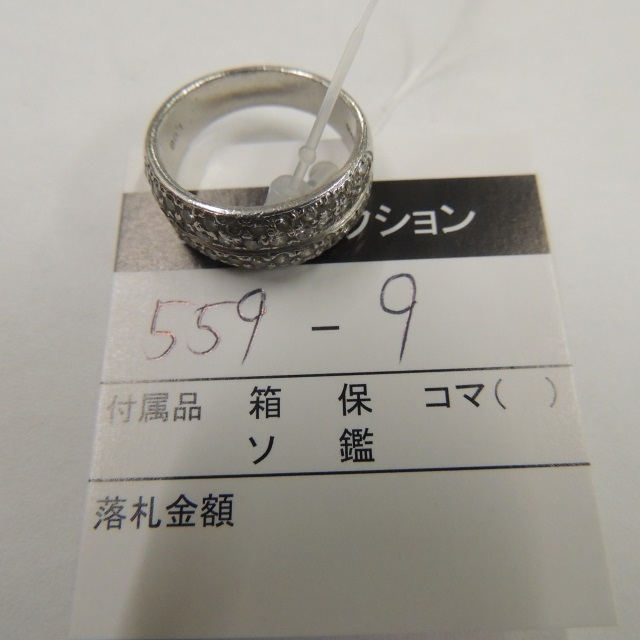 クション
559 - 9
付属品 箱 保 コマ( )
ソ 鑑
落札金額